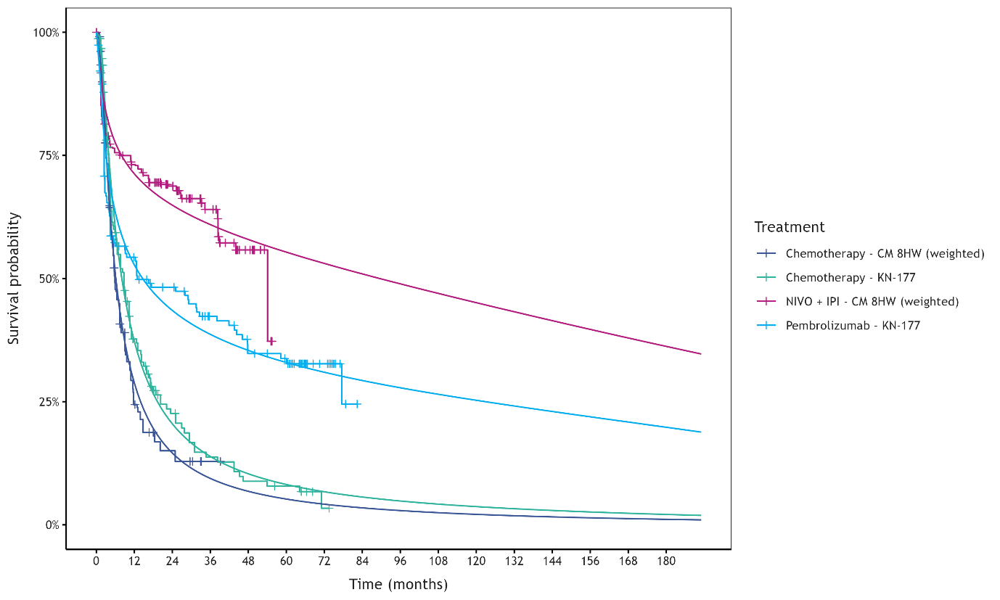 100%
75%
50%
25%
0%
Survival probability
0 12 24 36 48 60 72 84 96 108 120 132 144 156 168 180
Time (months)
Treatment
Chemotherapy - CM 8HW (weighted)
Chemotherapy - KN-177
NIVO + IPI - CM 8HW (weighted)
Pembrolizumab - KN-177